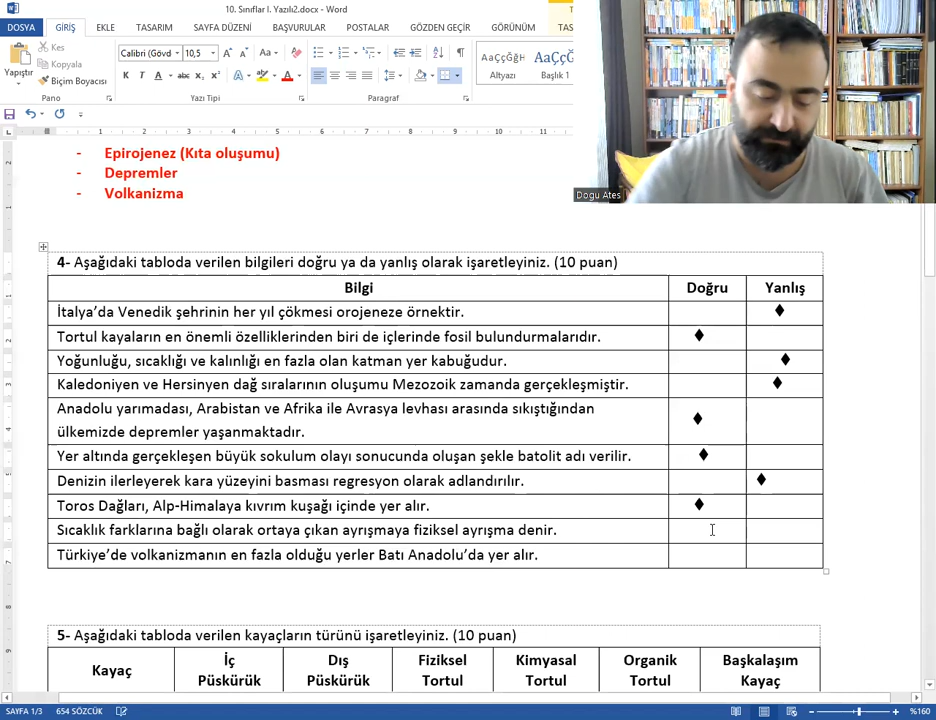 10. Sınıflar I. Yazılı2.docx - Word
DOSYA GİRİŞ EKLE TASARIM SAYFA DÜZENİ BAŞVURULAR POSTALAR GÖZDEN GEÇİR GÖRÜNÜM TAS
Yapıştır
Kes
Kopyala
Biçim Boyacısı
Calibri (Gövd 10,5
AaÇçĞğH AaÇçĞ
Altyazı Başlık 1
Pano Yazı Tipi Paragraf
Dogu Ates
- Epirojenez (Kıta oluşumu)
- Depremler
- Volkanizma
4- Aşağıdaki tabloda verilen bilgileri doğru ya da yanlış olarak işaretleyiniz. (10 puan)
Bilgi Doğru Yanlış
İtalya’da Venedik şehrinin her yıl çökmesi orojeneze örnektir.
Tortul kayaların en önemli özelliklerinden biri de içlerinde fosil bulundurmalarıdır.
Yoğunluğu, sıcaklığı ve kalınlığı en fazla olan katman yer kabuğudur.
Kaledoniyen ve Hersinyen dağ sıralarının oluşumu Mezozoik zamanda gerçekleşmiştir.
Anadolu yarımadası, Arabistan ve Afrika ile Avrasya levhası arasında sıkıştığından
ülkemizde depremler yaşanmaktadır.
Yer altında gerçekleşen büyük sokulum olayı sonucunda oluşan şekle batolit adı verilir.
Denizin ilerleyerek kara yüzeyini basması regresyon olarak adlandırılır.
Toros Dağları, Alp-Himalaya kıvrım kuşağı içinde yer alır.
Sıcaklık farklarına bağlı olarak ortaya çıkan ayrışmaya fiziksel ayrışma denir.
Türkiye’de volkanizmanın en fazla olduğu yerler Batı Anadolu’da yer alır.
5- Aşağıdaki tabloda verilen kayaçların türünü işaretleyiniz. (10 puan)
Kayaç İç Püskürük Dış Püskürük Fiziksel Tortul Kimyasal Tortul Organik Tortul Başkalaşım Kayaç
SAYFA 1/3 654 SÖZCÜK %160